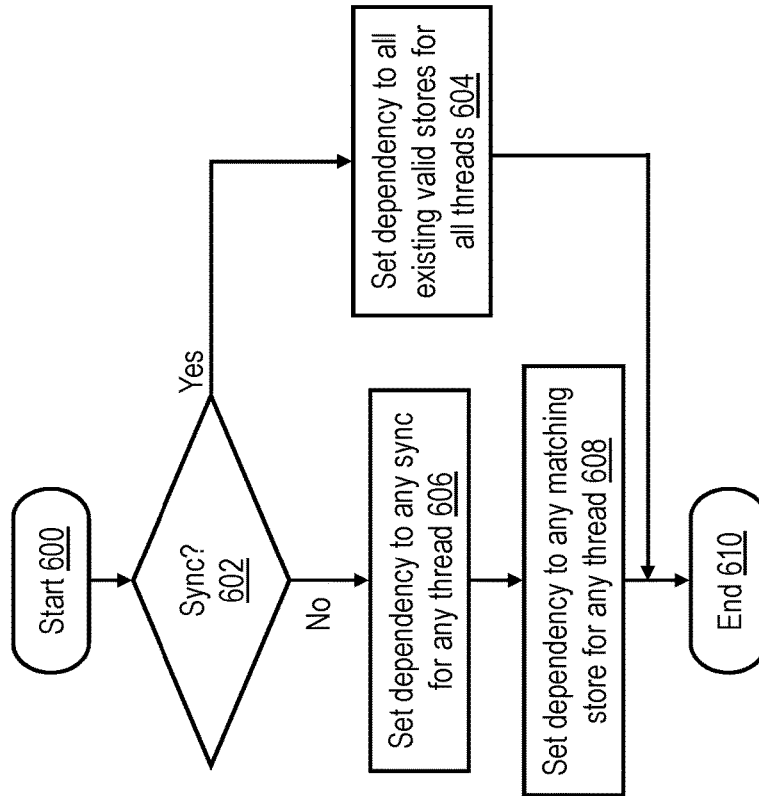 Start 600
Sync?
602
Yes
No
Set dependency to all
existing valid stores for
all threads 604
Set dependency to any sync
for any thread 606
Set dependency to any matching
store for any thread 608
End 610